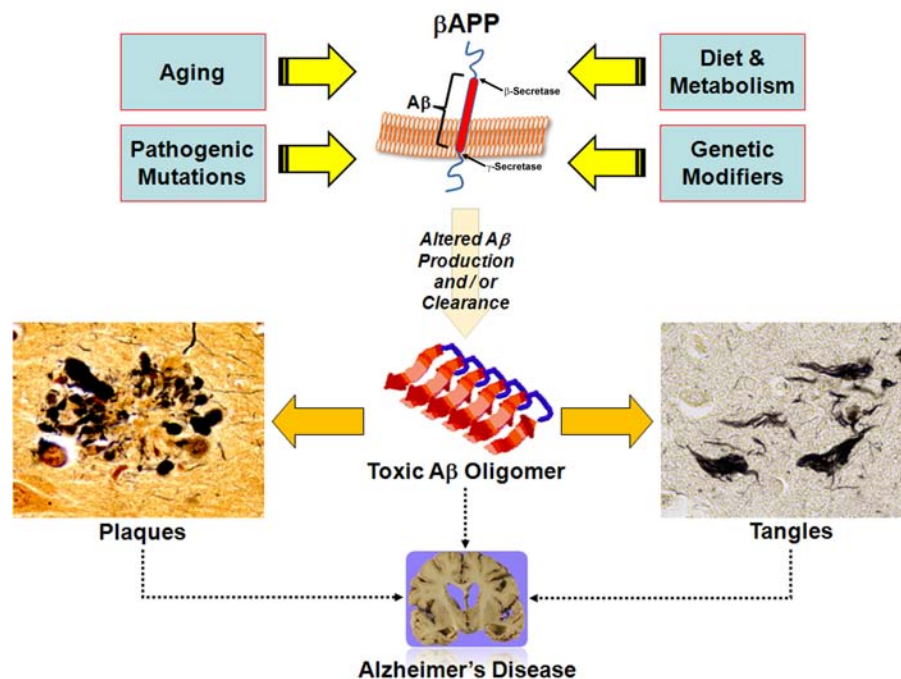 βAPP
Aging
Diet &
Metabolism
β-Secretase
Aβ
Pathogenic
Mutations
Genetic
Modifiers
γ-Secretase
Altered Aβ
Production
and / or
Clearance
Toxic Aβ Oligomer
Plaques
Tangles
Alzheimer's Disease